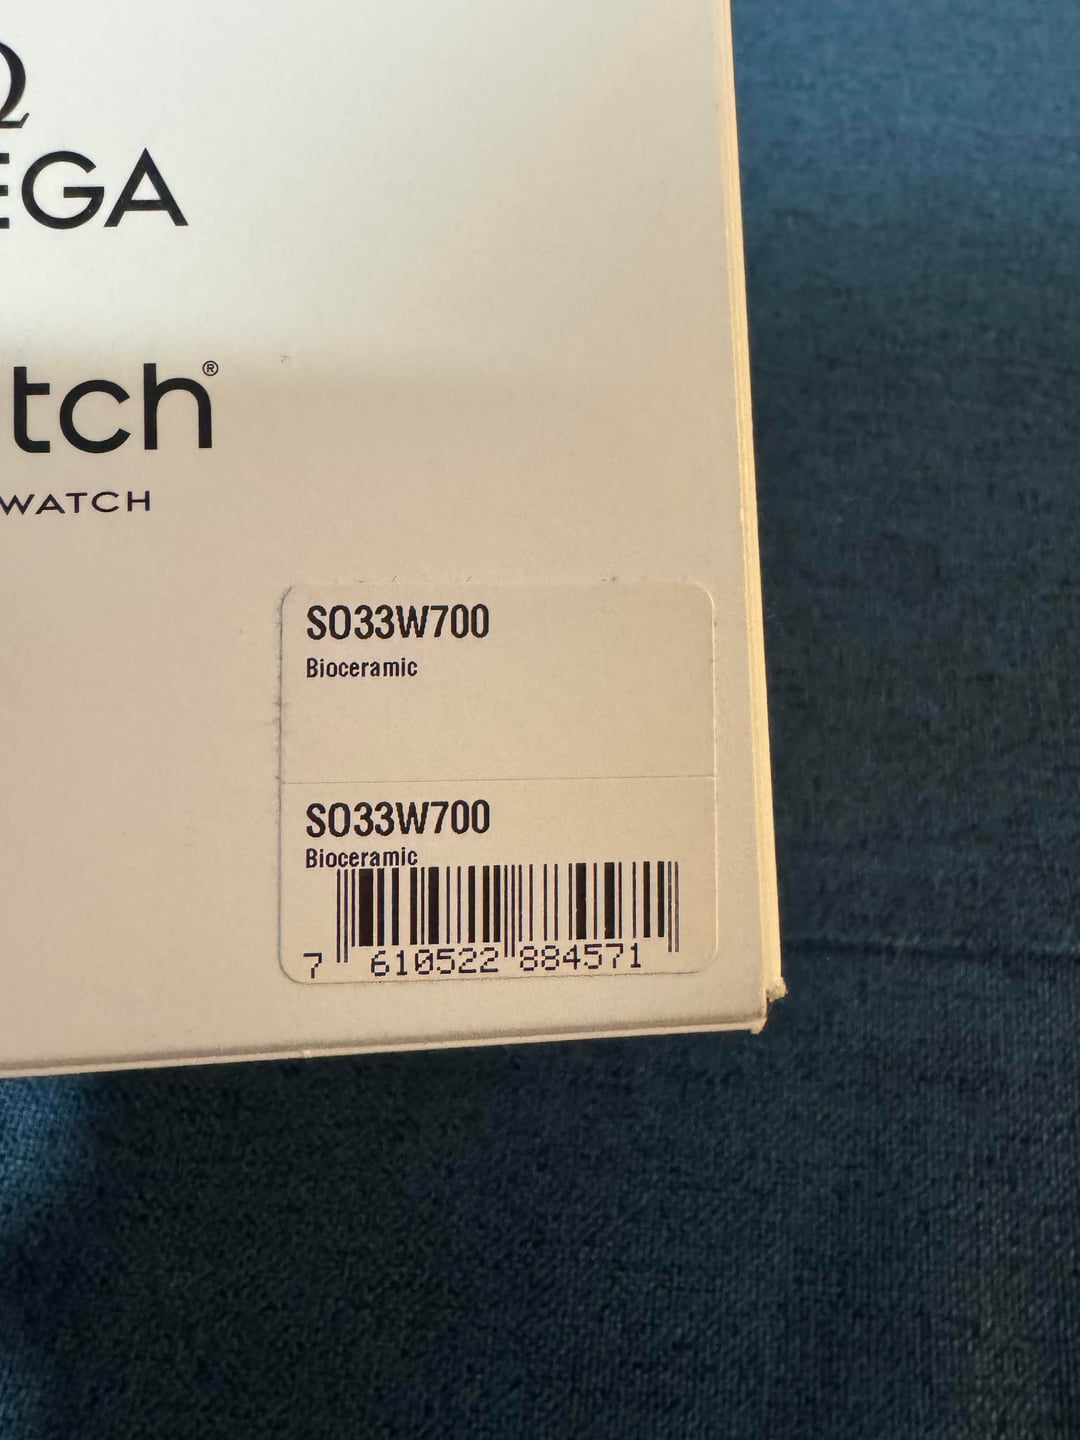 Ω
EGA
tch®
WATCH
SO33W700
Bioceramic
SO33W700
Bioceramic
7 610522 884571